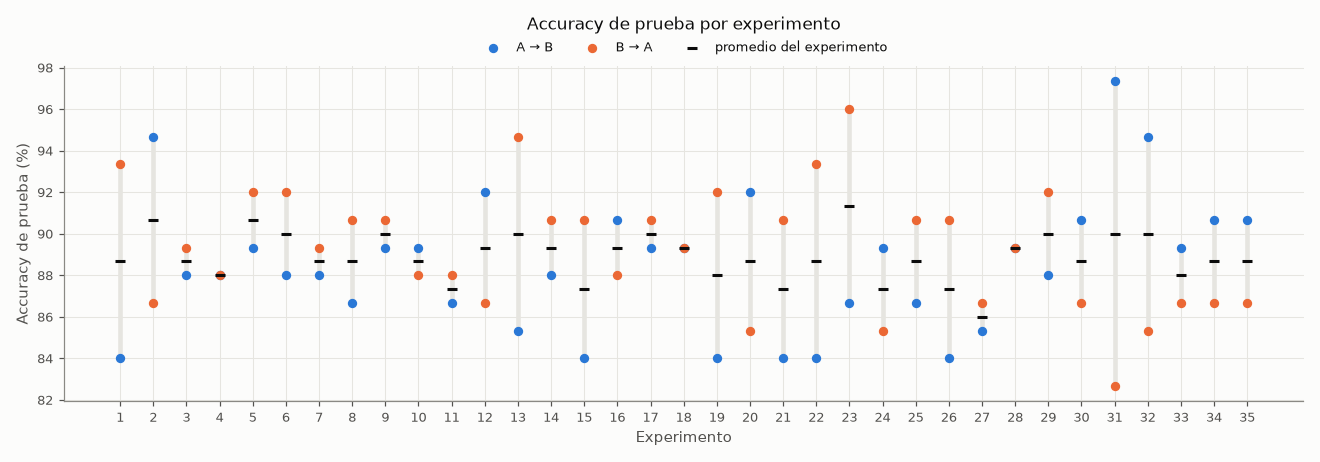 Accuracy de prueba por experimento
A → B B → A promedio del experimento
98
96
94
92
90
88
86
84
82
Accuracy de prueba (%)
1 2 3 4 5 6 7 8 9 10 11 12 13 14 15 16 17 18 19 20 21 22 23 24 25 26 27 28 29 30 31 32 33 34 35
Experimento